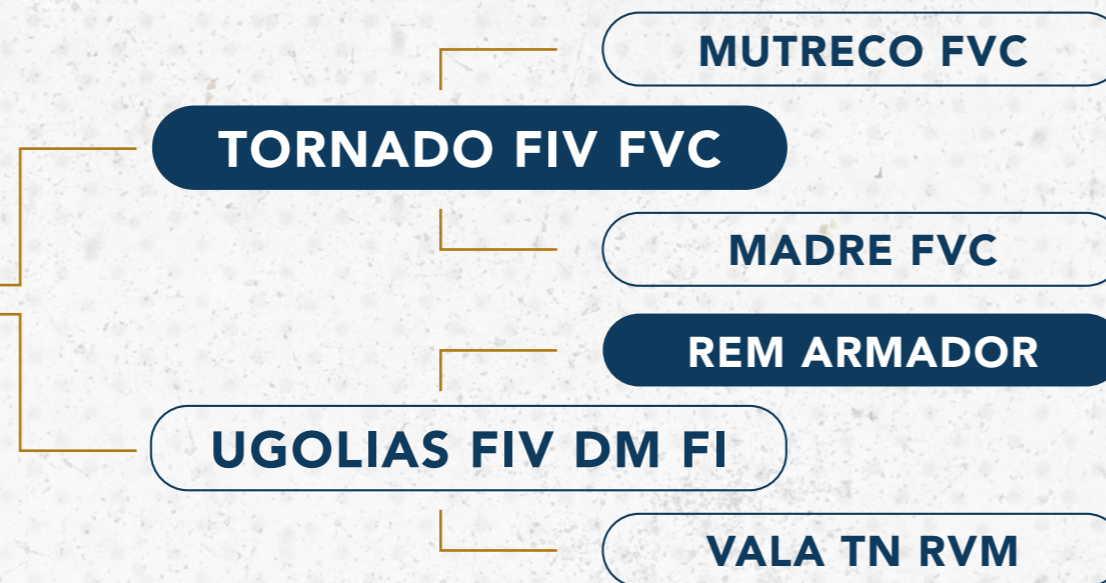 MUTRECO FVC
TORNADO FIV FVC
MADRE FVC
REM ARMADOR
UGOLIAS FIV DM FI
VALA TN RVM